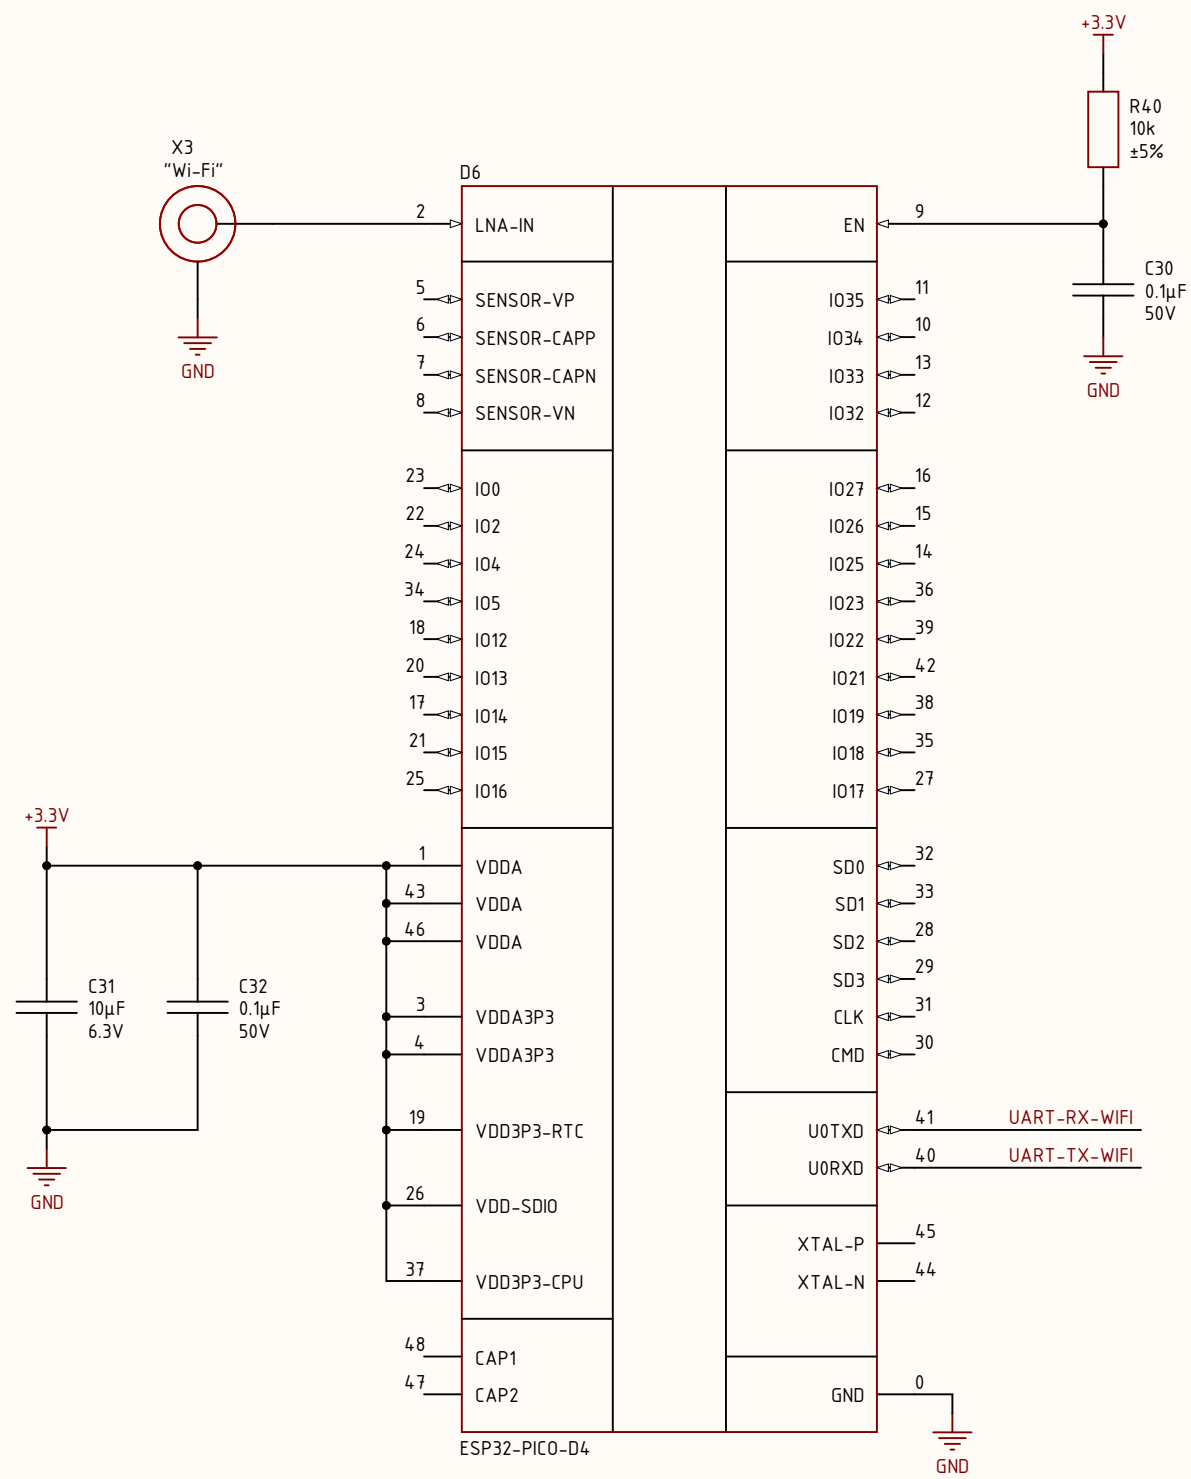 +3.3V
R40
10k
±5%
X3
"Wi-Fi"
D6
2
LNA-IN
EN
9
C30
0.1µF
50V
GND
GND
5
SENSOR-VP
IO35
11
6
SENSOR-CAPP
IO34
10
7
SENSOR-CAPN
IO33
13
8
SENSOR-VN
IO32
12
23
IO0
IO27
16
22
IO2
IO26
15
24
IO4
IO25
14
34
IO5
IO23
36
18
IO12
IO22
39
20
IO13
IO21
42
17
IO14
IO19
38
21
IO15
IO18
35
25
IO16
IO17
27
+3.3V
1
VDDA
SD0
32
43
VDDA
SD1
33
46
VDDA
SD2
28
SD3
29
C31
10µF
6.3V
C32
0.1µF
50V
3
VDDA3P3
CLK
31
4
VDDA3P3
CMD
30
19
VDD3P3-RTC
U0TXD
41
UART-RX-WIFI
U0RXD
40
UART-TX-WIFI
GND
26
VDD-SDIO
XTAL-P
45
37
VDD3P3-CPU
XTAL-N
44
48
CAP1
47
CAP2
GND
0
ESP32-PICO-D4
GND